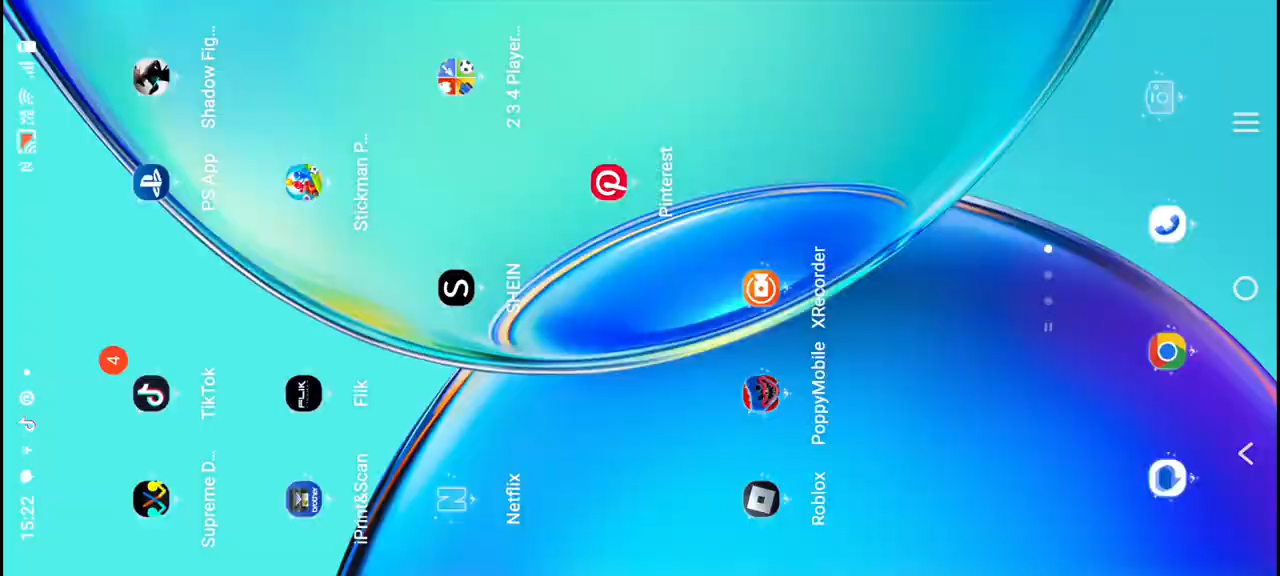 15:22
4
Supreme D...
TikTok
PS App
Shadow Fig...
iPrint&Scan
Flik
Stickman P...
Netflix
SHEIN
2 3 4 Player...
Pinterest
Roblox
PoppyMobile
XRecorder